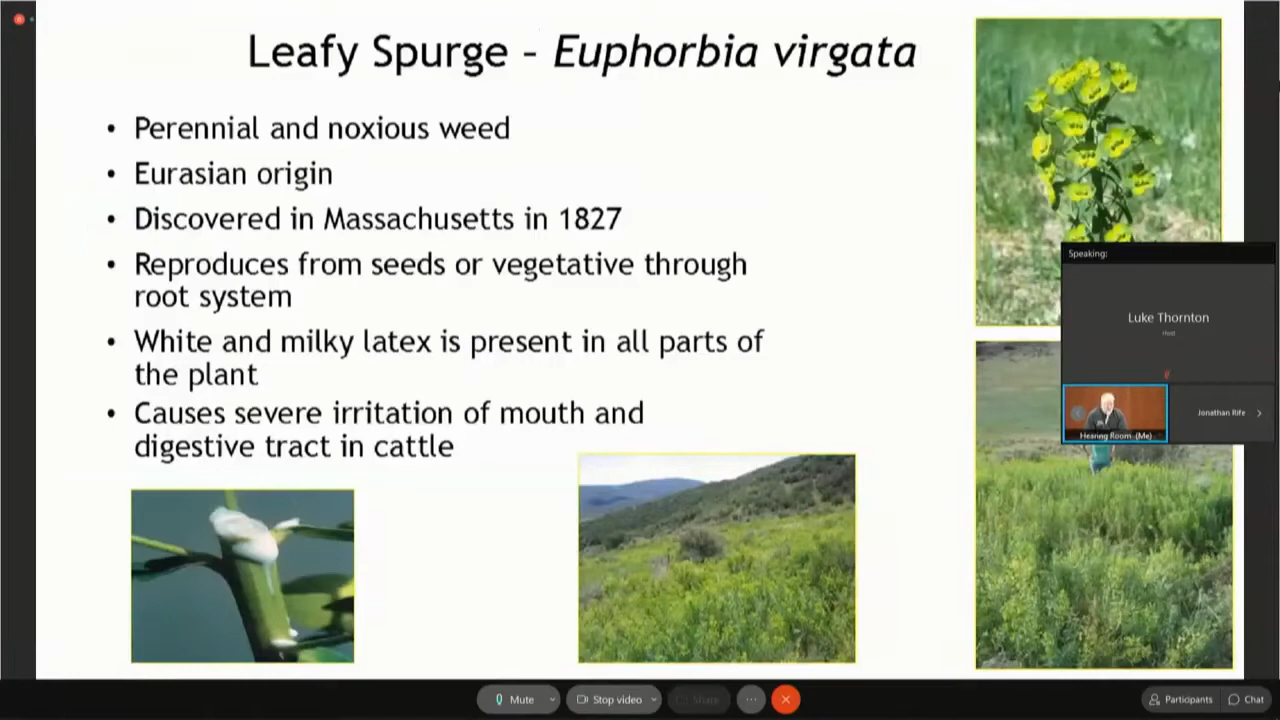 Leafy Spurge – Euphorbia virgata
• Perennial and noxious weed
• Eurasian origin
• Discovered in Massachusetts in 1827
• Reproduces from seeds or vegetative through
root system
• White and milky latex is present in all parts of
the plant
• Causes severe irritation of mouth and
digestive tract in cattle
Speaking:
Luke Thornton
Host
Hearing Room (Me)
Jonathan Rife
Mute
Stop video
Share
Participants
Chat